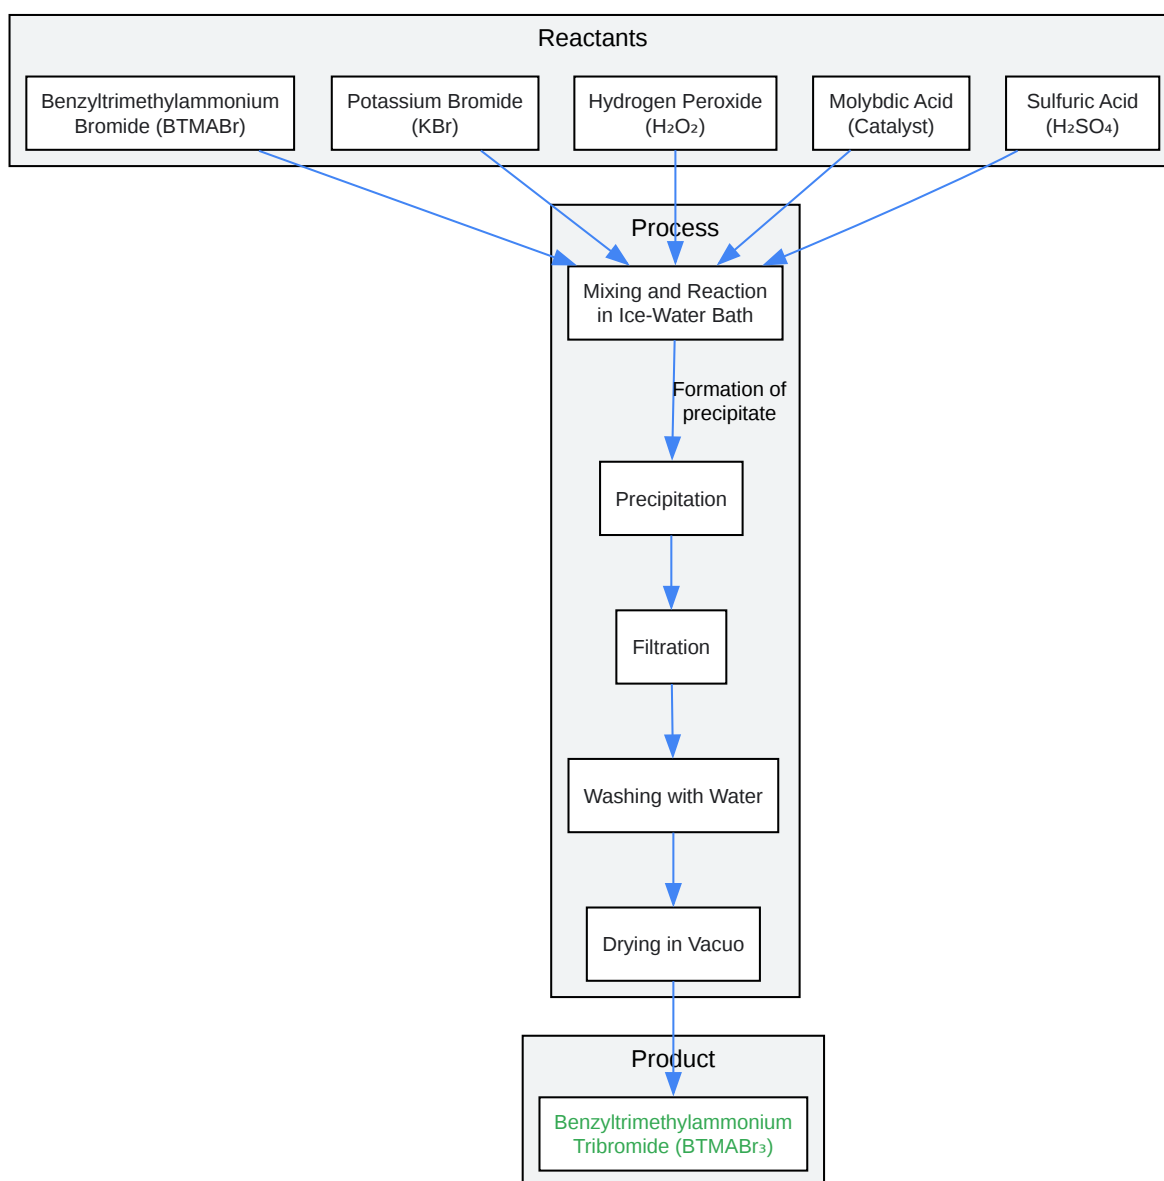 Reactants
Benzyltrimethylammonium
Bromide (BTMABr)
Potassium Bromide
(KBr)
Hydrogen Peroxide
(H₂O₂)
Molybdic Acid
(Catalyst)
Sulfuric Acid
(H₂SO₄)
Process
Mixing and Reaction
in Ice-Water Bath
Formation of
precipitate
Precipitation
Filtration
Washing with Water
Drying in Vacuo
Product
Benzyltrimethylammonium
Tribromide (BTMABr₃)